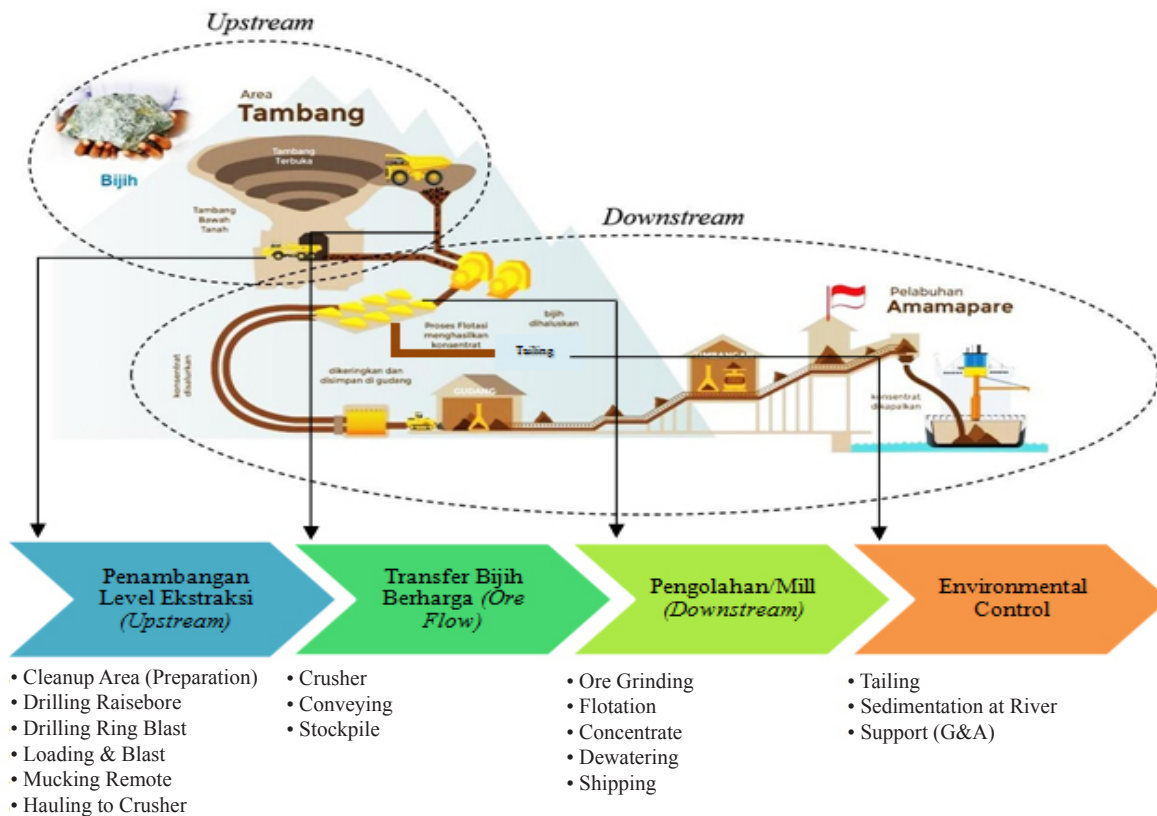 Upstream
Area
Tambang
Tambang
Terbuka
Bijih
Tambang
Bawah
Tanah
Downstream
Pelabuhan
Amamapare
bijih
dihaluskan
Proses Flotasi
menghasilkan
konsentrat
Tailing
konsentrat
disalurkan
dikeringkan dan
disimpan di gudang
GUDANG
konsentrat
dikapalkan
Penambangan
Level Ekstraksi
(Upstream)
Transfer Bijih
Berharga (Ore
Flow)
Pengolahan/Mill
(Downstream)
Environmental
Control
• Cleanup Area (Preparation)
• Drilling Raisebore
• Drilling Ring Blast
• Loading & Blast
• Mucking Remote
• Hauling to Crusher
• Crusher
• Conveying
• Stockpile
• Ore Grinding
• Flotation
• Concentrate
• Dewatering
• Shipping
• Tailing
• Sedimentation at River
• Support (G&A)